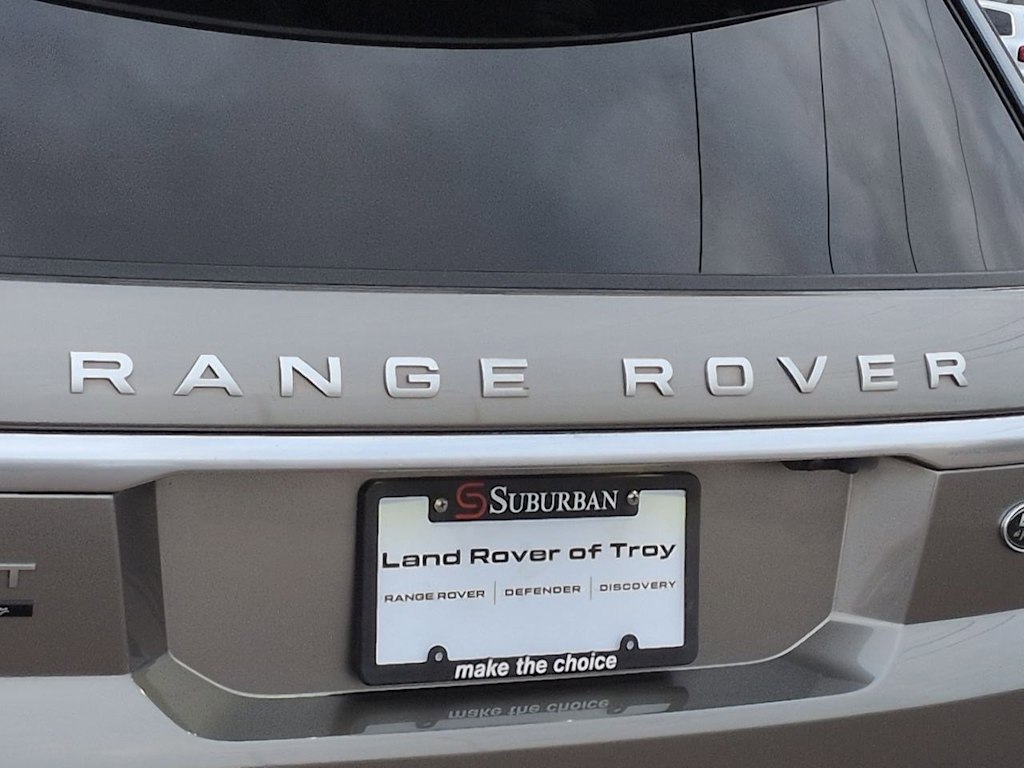 RANGE ROVER
SUBURBAN
Land Rover of Troy
RANGE ROVER | DEFENDER | DISCOVERY
make the choice
T